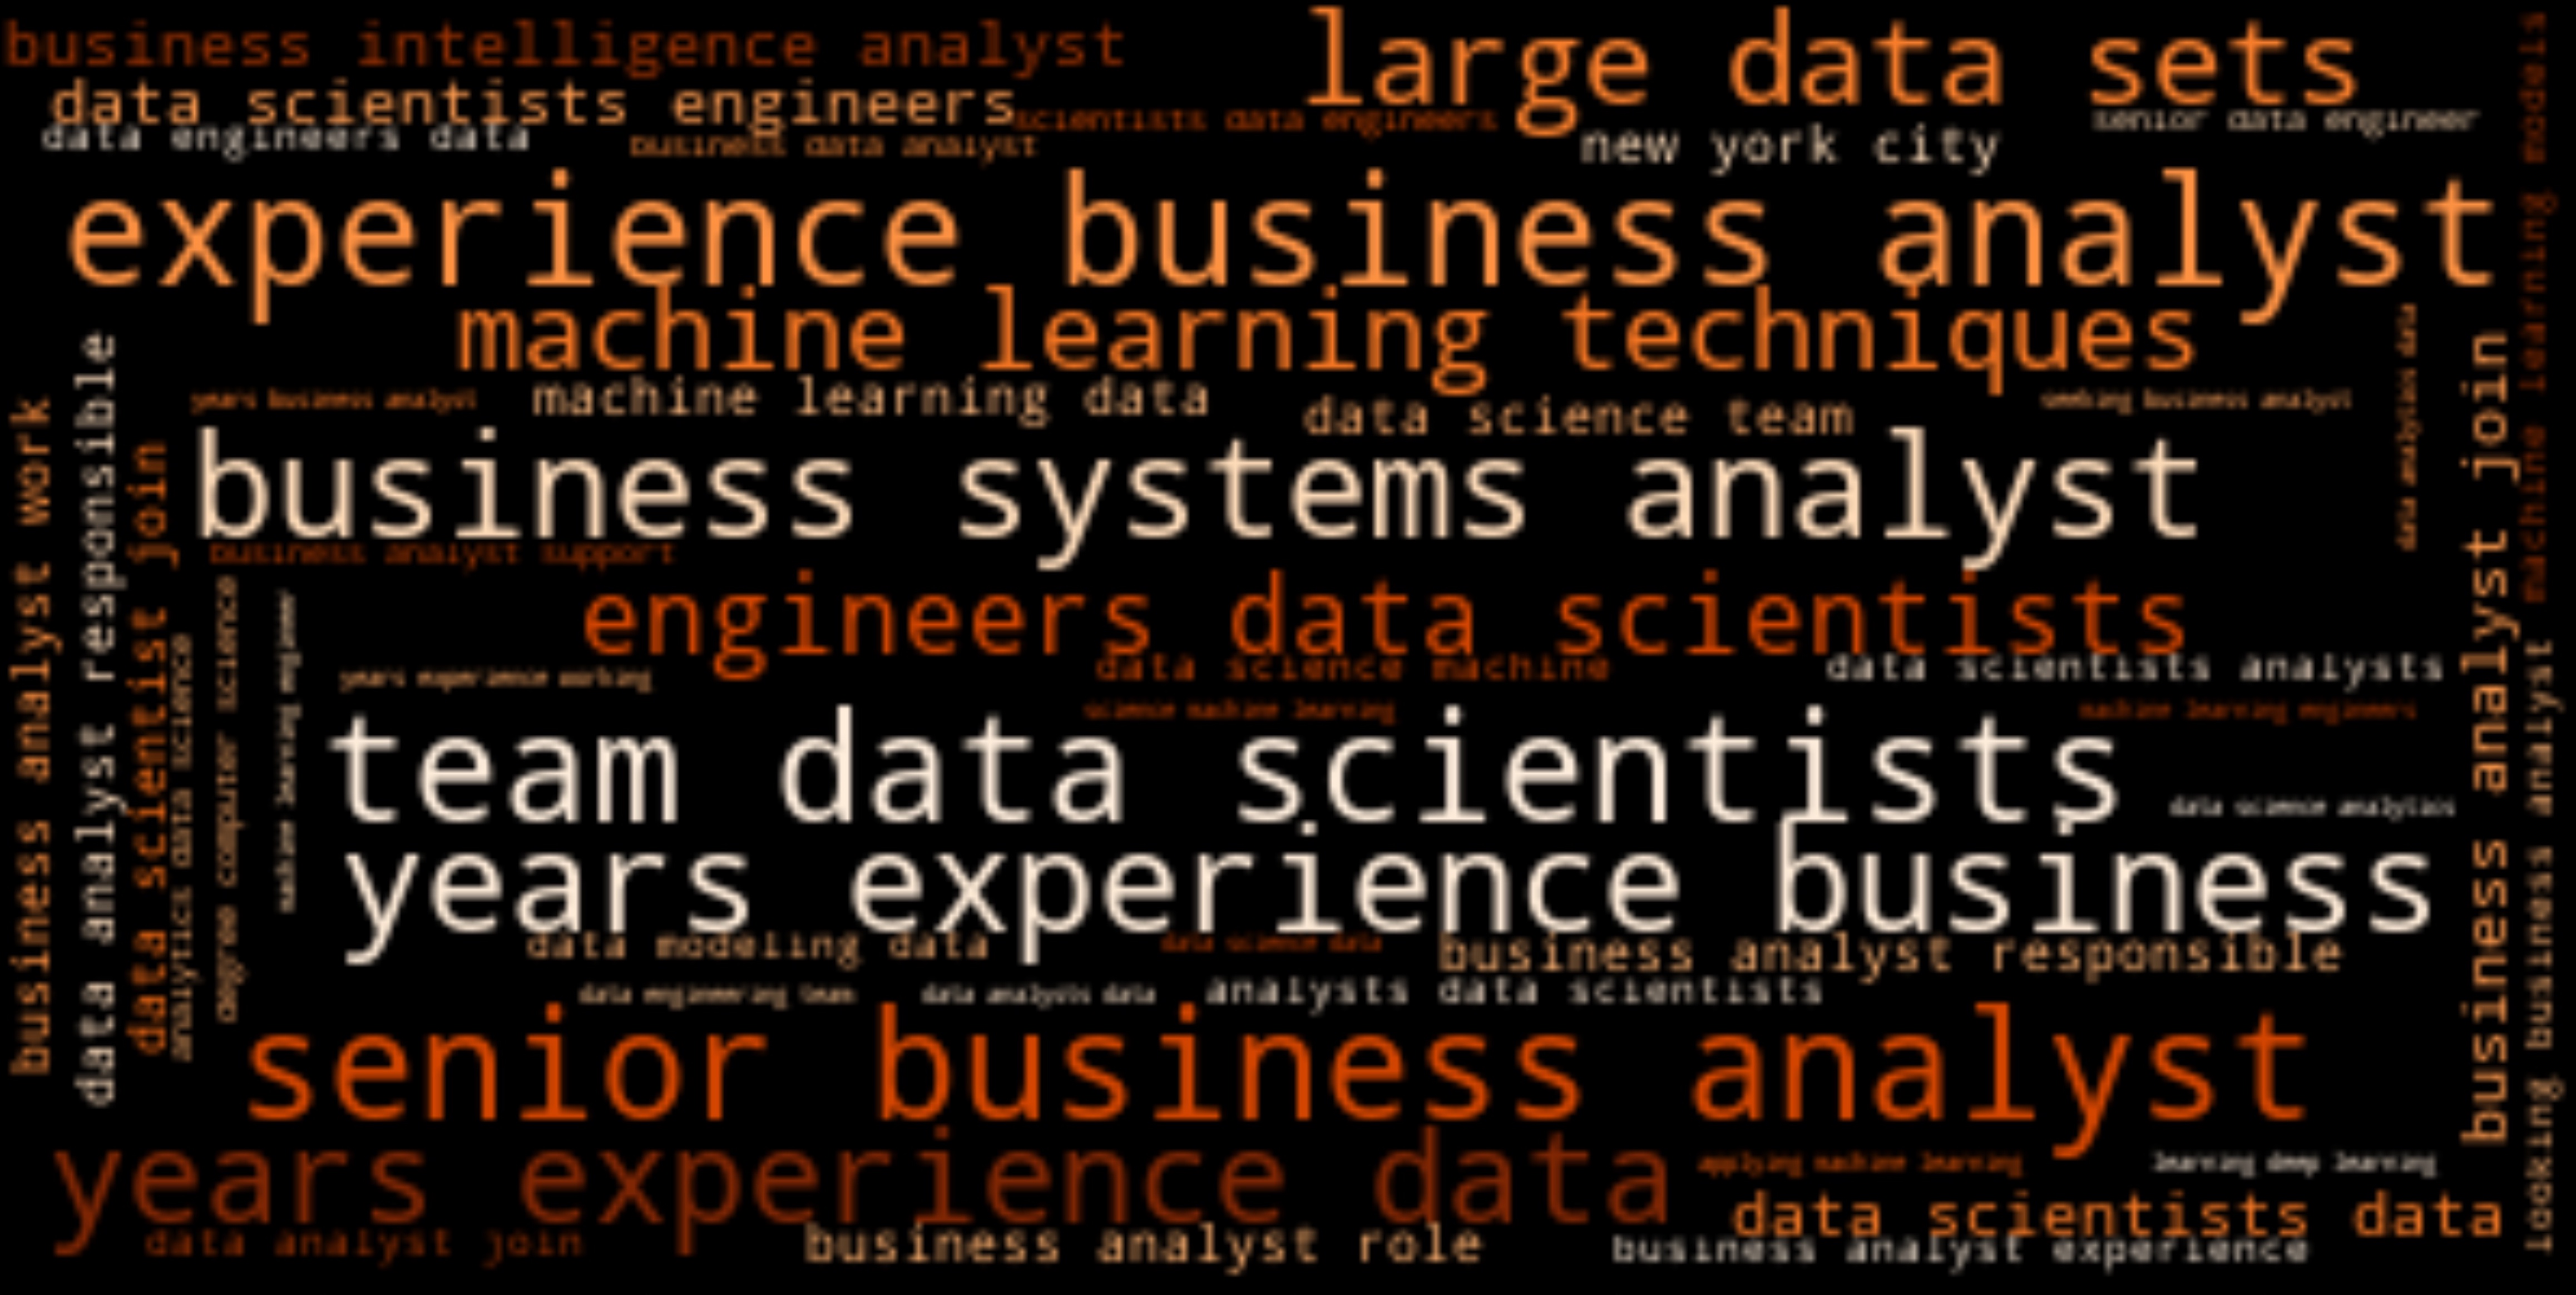 business intelligence analyst
large data sets
data scientists engineers
scientists data engineers
senior data engineer
data engineers data
business data analyst
new york city
experience business analyst
machine learning techniques
years business analyst
machine learning data
data science team
seeking business analyst
business systems analyst
business analyst support
engineers data scientists
years experience working
data science machine
data scientists analysts
science machine learning
machine learning engineers
team data scientists
data science analytics
years experience business
data modeling data
data science data
business analyst responsible
data engineering team
data analysts data
analysts data scientists
senior business analyst
years experience data
applying machine learning
learning deep learning
data scientists data
data analyst join
business analyst role
business analyst experience
business analyst work
data analyst responsible
data scientist join
analytics data science
degree computer science
machine learning engineer
data analytics data
business analyst join
machine learning models
looking business analyst